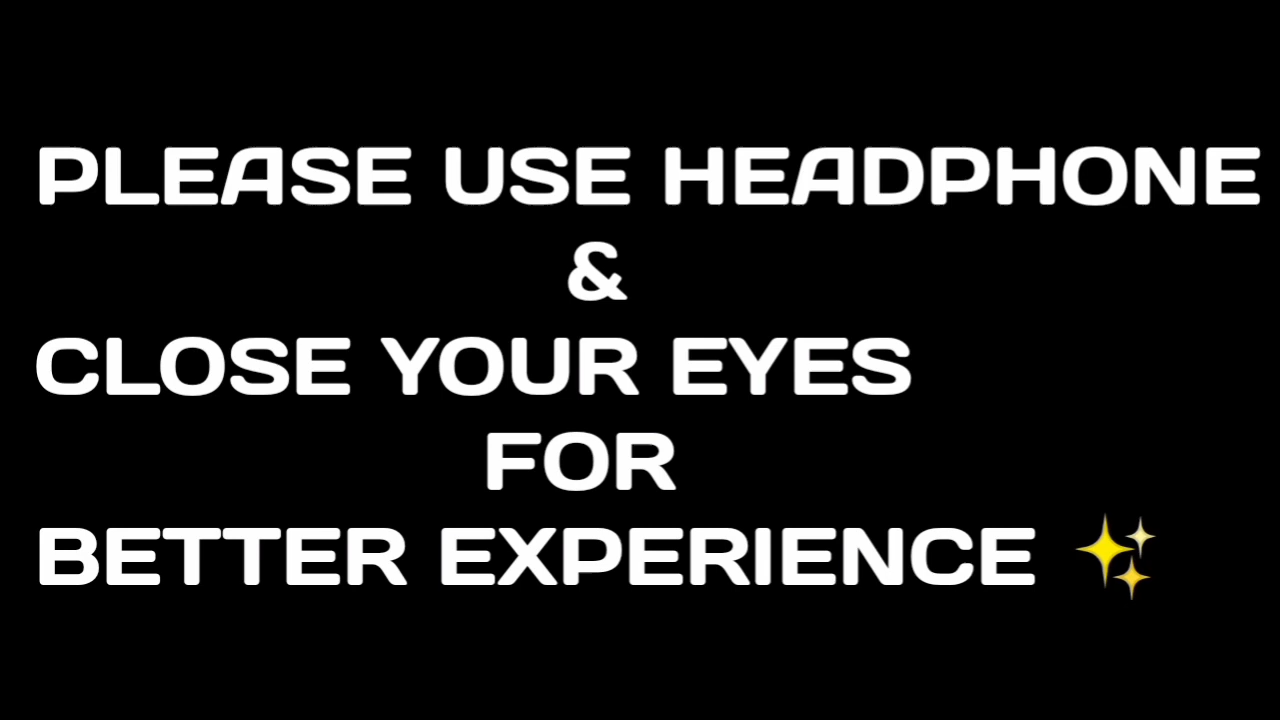 PLEASE USE HEADPHONE
&
CLOSE YOUR EYES
FOR
BETTER EXPERIENCE ✨